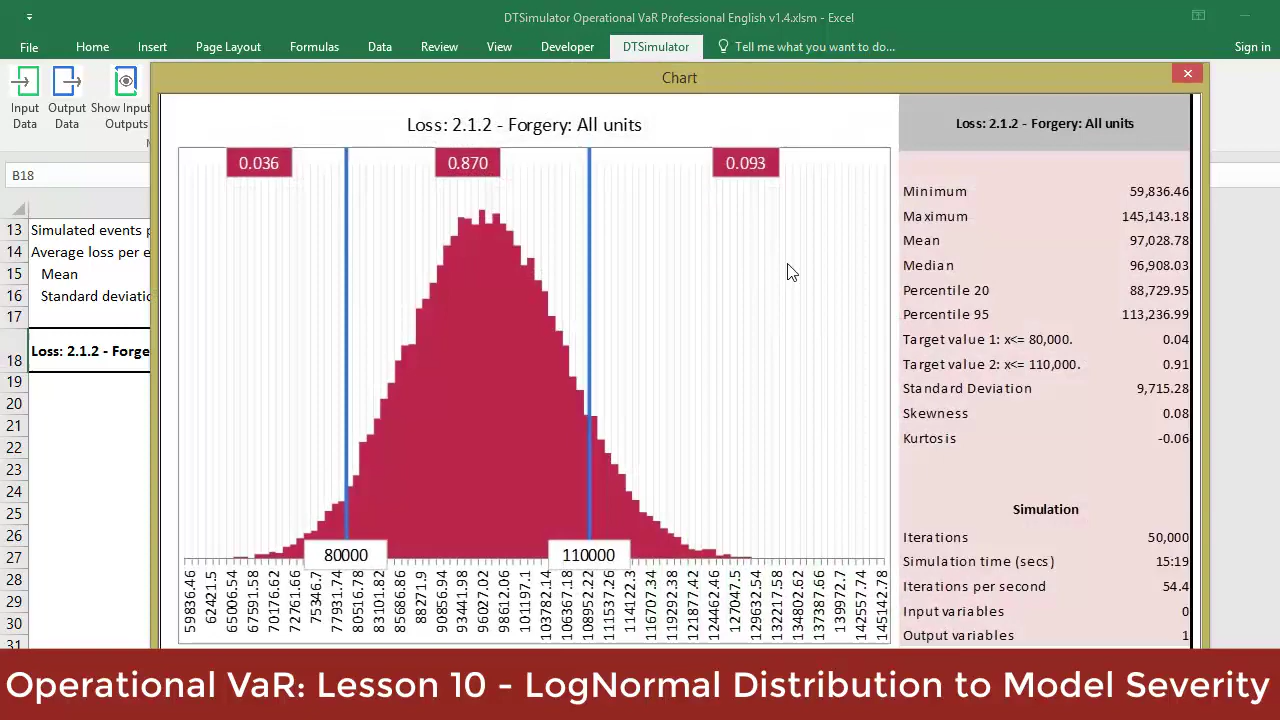 DTSimulator Operational VaR Professional English v1.4.xlsm - Excel
File Home Insert Page Layout Formulas Data Review View Developer DTSimulator Tell me what you want to do... Sign in
Input Data
Output Data
Show Input Outputs
Chart
B18
13 Simulated events p
14 Average loss per e
15 Mean
16 Standard deviatio
17
18 Loss: 2.1.2 - Forge
19
20
21
22
23
24
25
26
27
28
29
30
31
Loss: 2.1.2 - Forgery: All units
0.036 0.870 0.093
80000 110000
59836.46
6242.1.5
65006.54
67591.58
70176.62
72761.66
75346.7
77931.74
80516.78
83101.82
85686.86
88271.9
90856.94
93441.98
96027.02
98612.06
101197.1
103782.14
106367.18
108952.22
111537.26
114122.3
116707.34
119292.38
121877.42
124462.46
127047.5
129632.54
132217.58
134802.62
137387.66
139972.7
142557.74
145142.78
Loss: 2.1.2 - Forgery: All units
Minimum 59,836.46
Maximum 145,143.18
Mean 97,028.78
Median 96,908.03
Percentile 20 88,729.95
Percentile 95 113,236.99
Target value 1: x<= 80,000. 0.04
Target value 2: x<= 110,000. 0.91
Standard Deviation 9,715.28
Skewness 0.08
Kurtosis -0.06
Simulation
Iterations 50,000
Simulation time (secs) 15:19
Iterations per second 54.4
Input variables 0
Output variables 1
Operational VaR: Lesson 10 - LogNormal Distribution to Model Severity